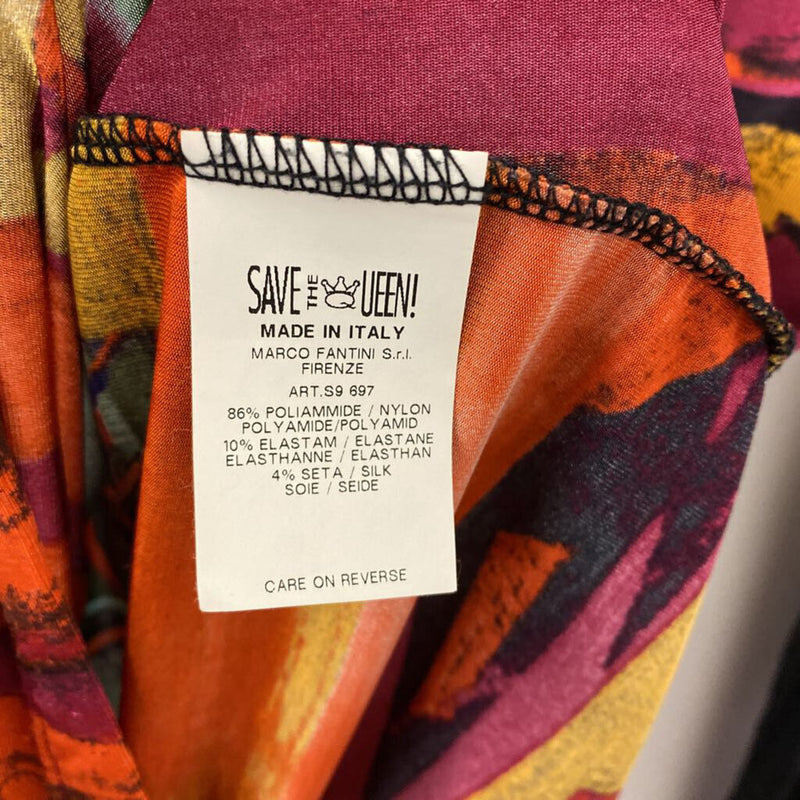 SAVE THE QUEEN!
MADE IN ITALY
MARCO FANTINI S.r.l.
FIRENZE
ART.S9 697
86% POLIAMMIDE / NYLON
POLYAMIDE/POLYAMID
10% ELASTAM / ELASTANE
ELASTHANNE / ELASTHAN
4% SETA / SILK
SOIE / SEIDE
CARE ON REVERSE